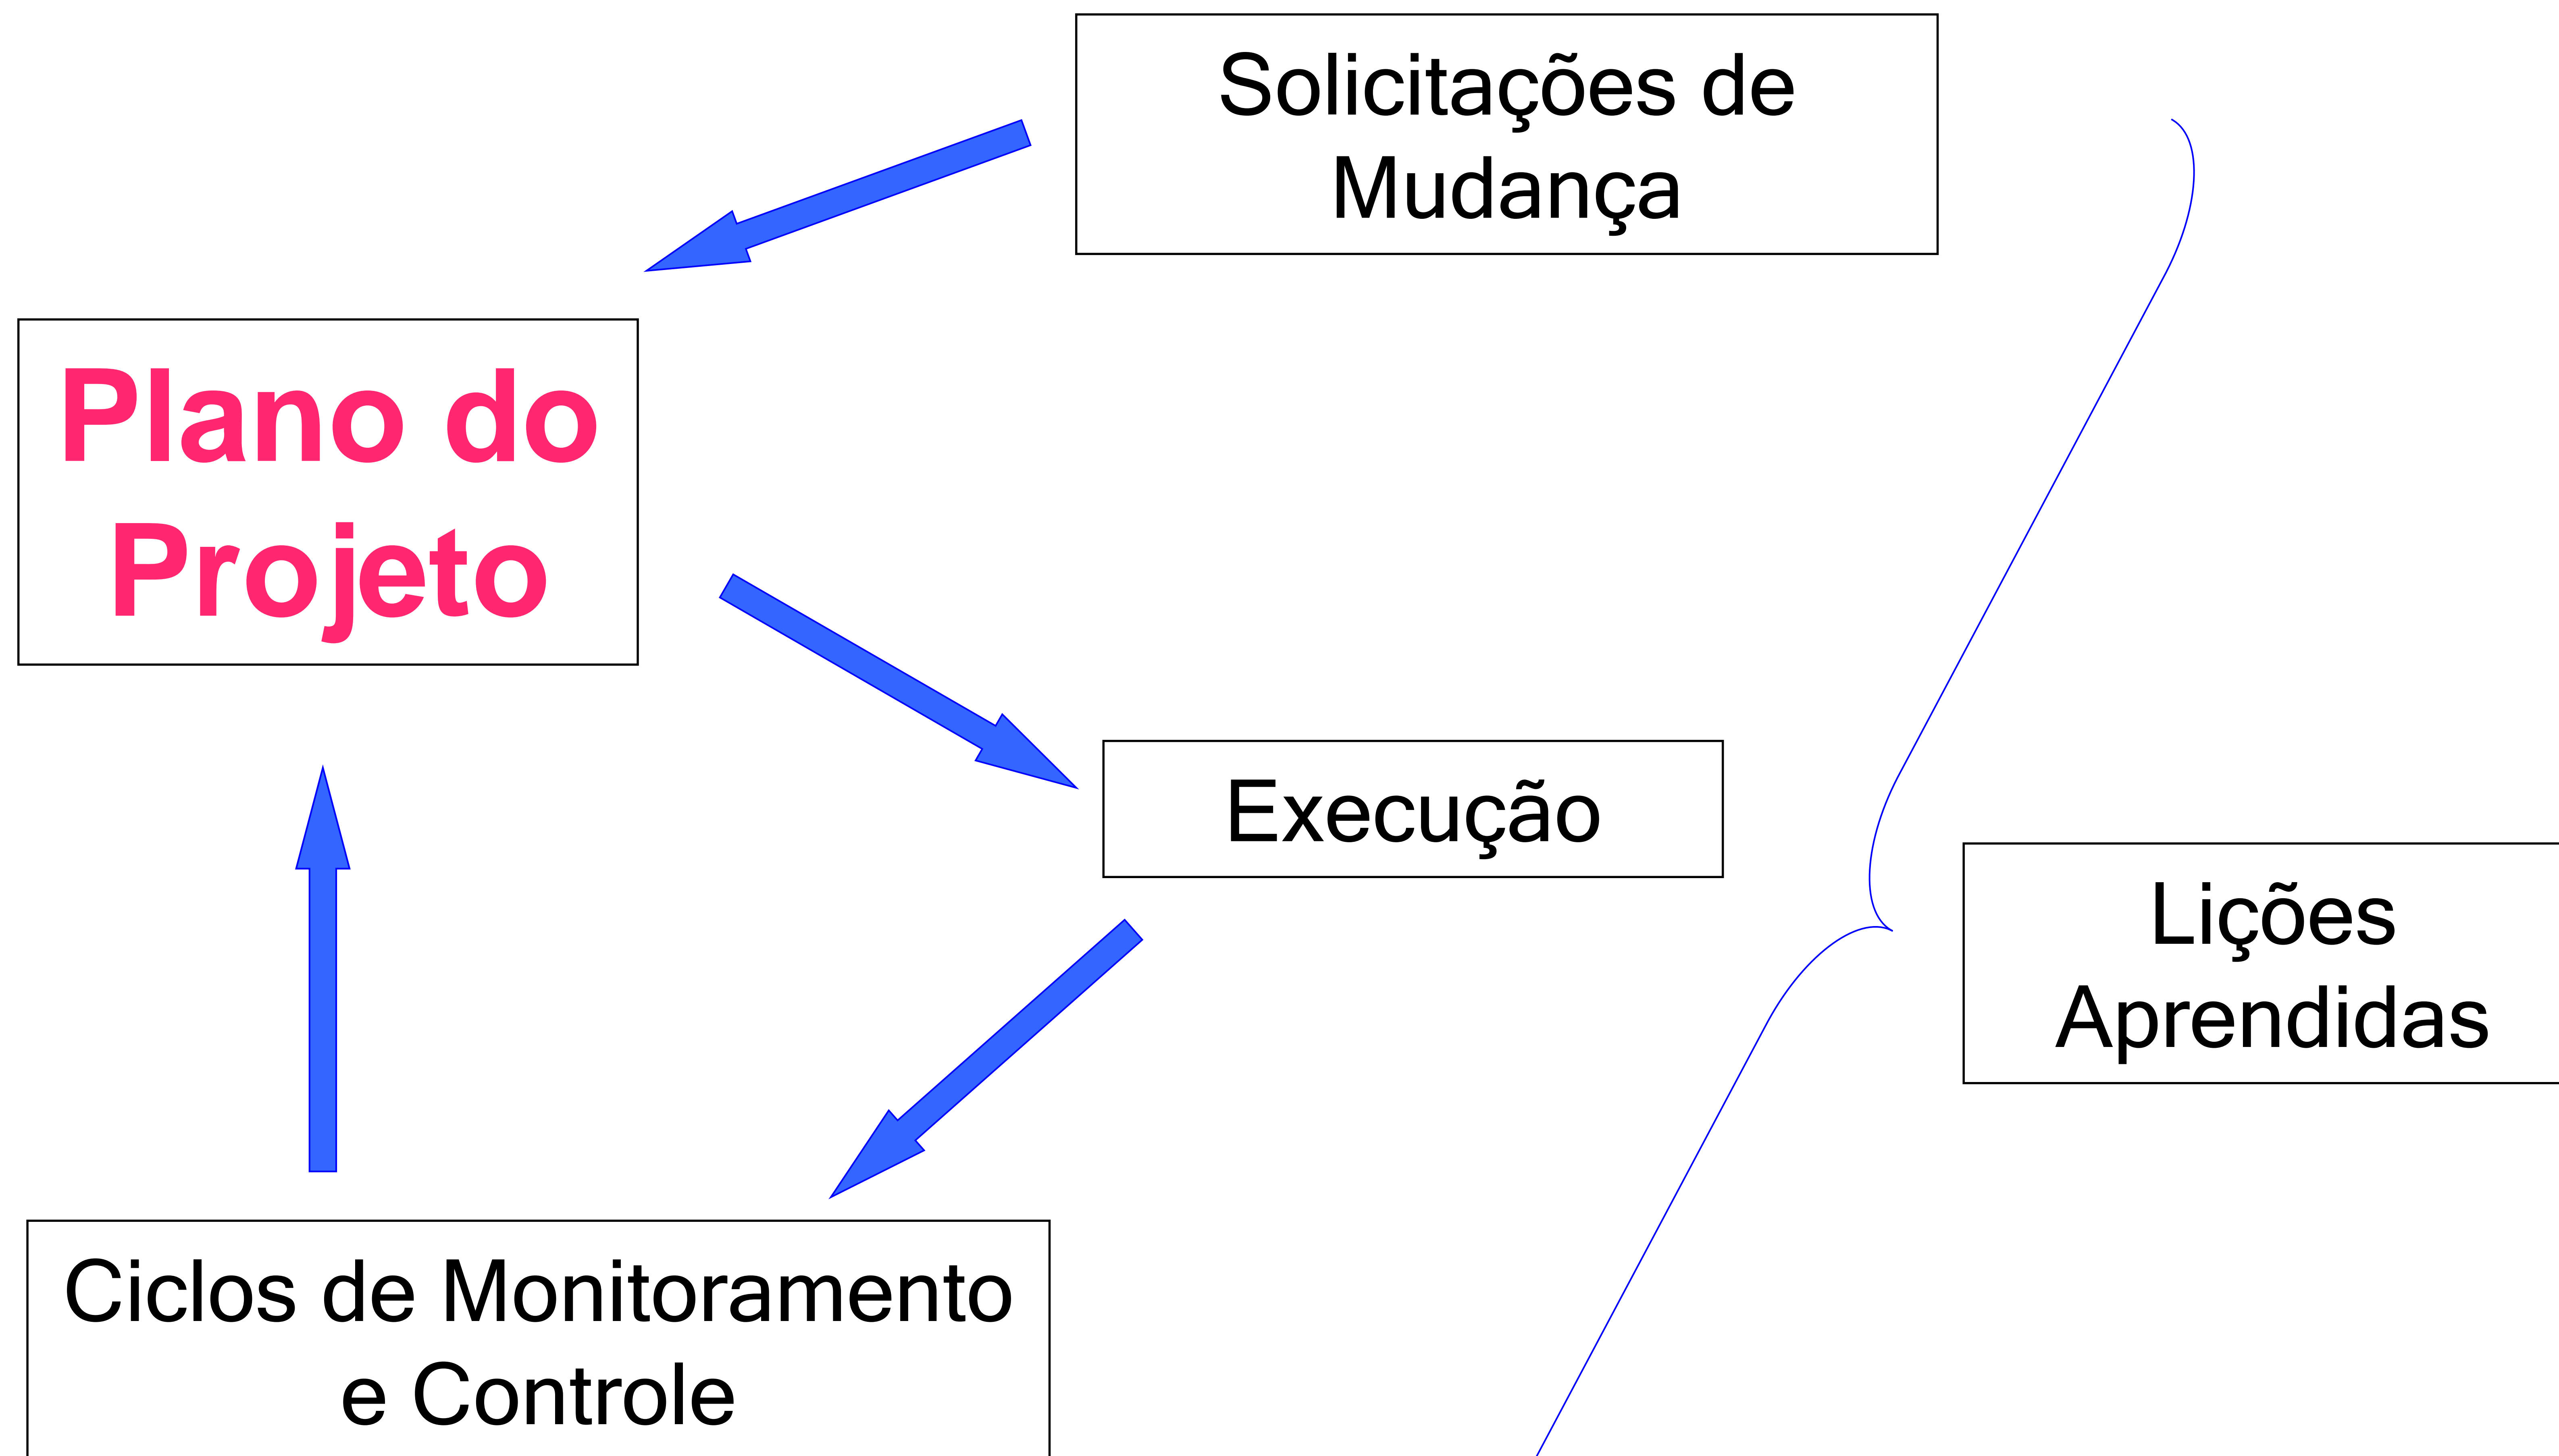 Solicitações de
Mudança
Plano do
Projeto
Execução
Lições
Aprendidas
Ciclos de Monitoramento
e Controle